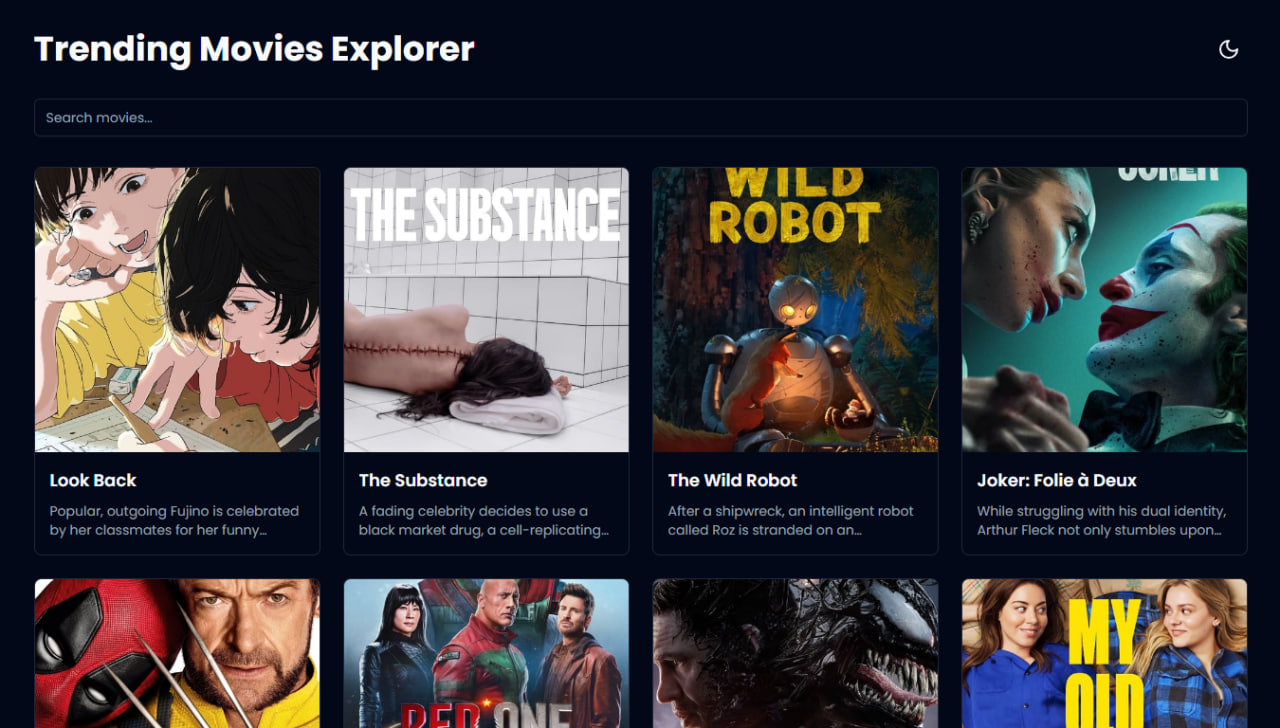 Trending Movies Explorer
Search movies...
THE SUBSTANCE
WILD
ROBOT
JOKER
Look Back
The Substance
The Wild Robot
Joker: Folie à Deux
Popular, outgoing Fujino is celebrated
by her classmates for her funny...
A fading celebrity decides to use a
black market drug, a cell-replicating...
After a shipwreck, an intelligent robot
called Roz is stranded on an...
While struggling with his dual identity,
Arthur Fleck not only stumbles upon...
RED ONE
MY
OLD